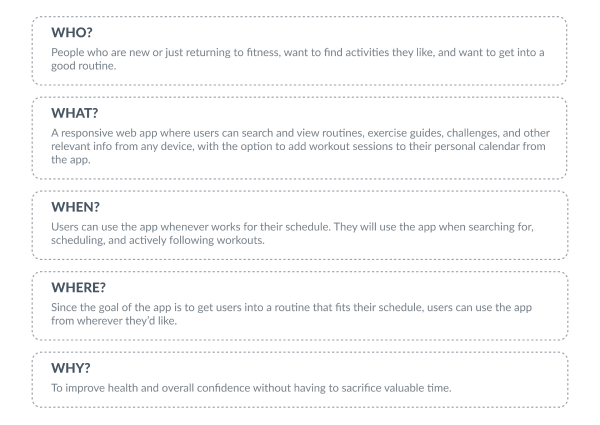 WHO?
People who are new or just returning to fitness, want to find activities they like, and want to get into a
good routine.
WHAT?
A responsive web app where users can search and view routines, exercise guides, challenges, and other
relevant info from any device, with the option to add workout sessions to their personal calendar from
the app.
WHEN?
Users can use the app whenever works for their schedule. They will use the app when searching for,
scheduling, and actively following workouts.
WHERE?
Since the goal of the app is to get users into a routine that fits their schedule, users can use the app
from wherever they'd like.
WHY?
To improve health and overall confidence without having to sacrifice valuable time.